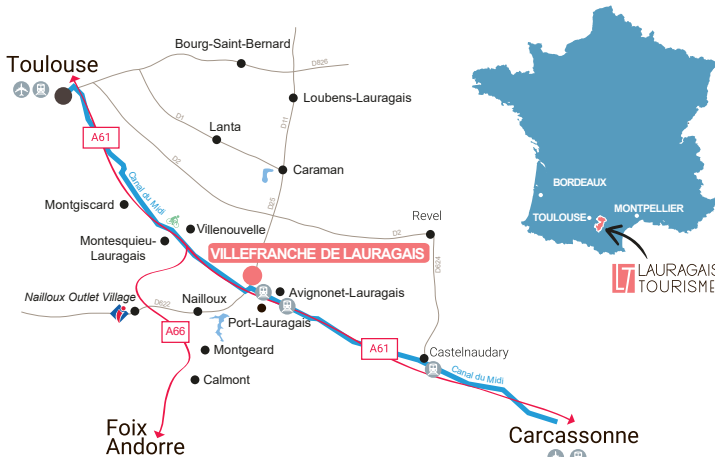 Bourg-Saint-Bernard
D826
Toulouse
Loubens-Lauragais
D1
D11
Lanta
A61
D2
Caraman
Canal du Midi
D25
Montgiscard
Villenouvelle
Revel
D2
Montesquieu-
Lauragais
VILLEFRANCHE DE LAURAGAIS
D624
Nailloux Outlet Village
D622
Nailloux
Avignonet-Lauragais
Port-Lauragais
A66
Montgeard
A61
Castelnaudary
Calmont
Canal du Midi
Foix
Andorre
Carcassonne
BORDEAUX
TOULOUSE
MONTPELLIER
LT
LAURAGAIS
TOURISME